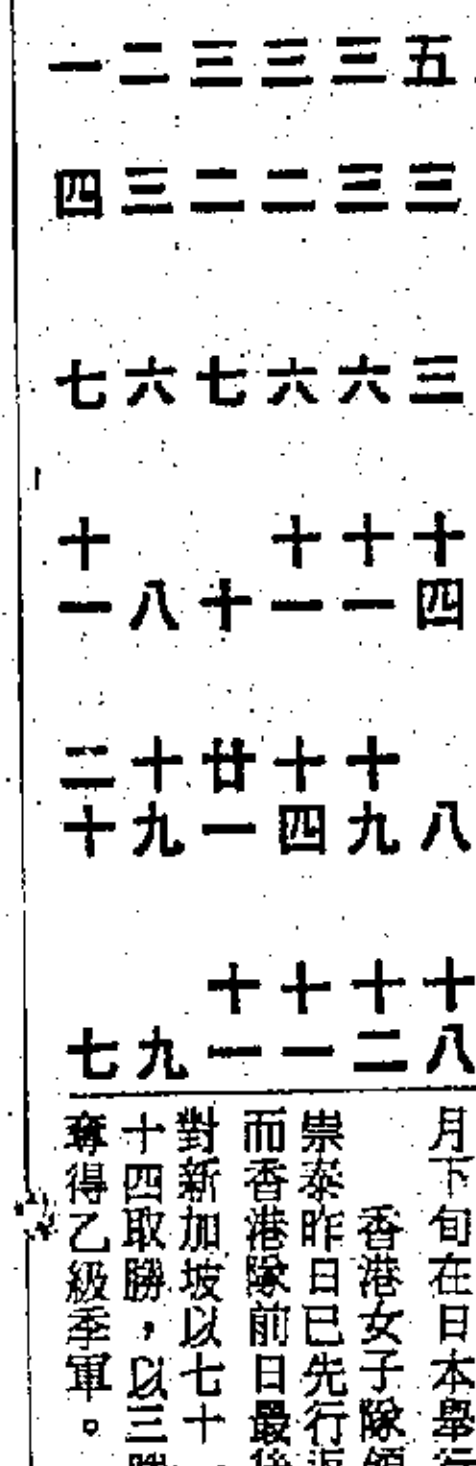 五 三 三 十四 八 十八
三 三 六 十一 十九 十二
三 二 六 十一 十四 十一
三 二 七 十 廿一 十一
二 三 六 八 十九 九
一 四 七 十一 二十 七
月下旬在日本舉行
香港女子隊領
崇泰昨日已先行返
而香港隊前日最後
對新加坡以七十
十四取勝，以三勝
奪得乙級季軍。